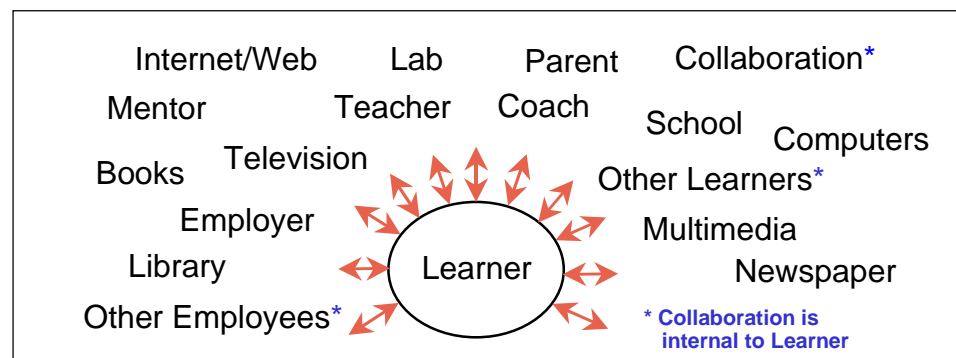 Internet/Web Lab Parent Collaboration*
Mentor Teacher Coach
School Computers
Books Television
Other Learners*
Employer Multimedia
Library Learner Newspaper
Other Employees* * Collaboration is
internal to Learner